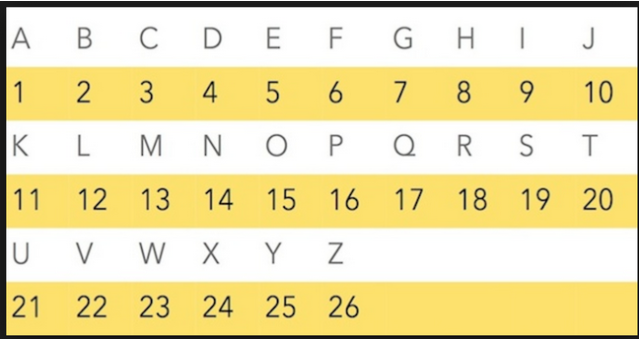 A B C D E F G H I J
1 2 3 4 5 6 7 8 9 10
K L M N O P Q R S T
11 12 13 14 15 16 17 18 19 20
U V W X Y Z
21 22 23 24 25 26